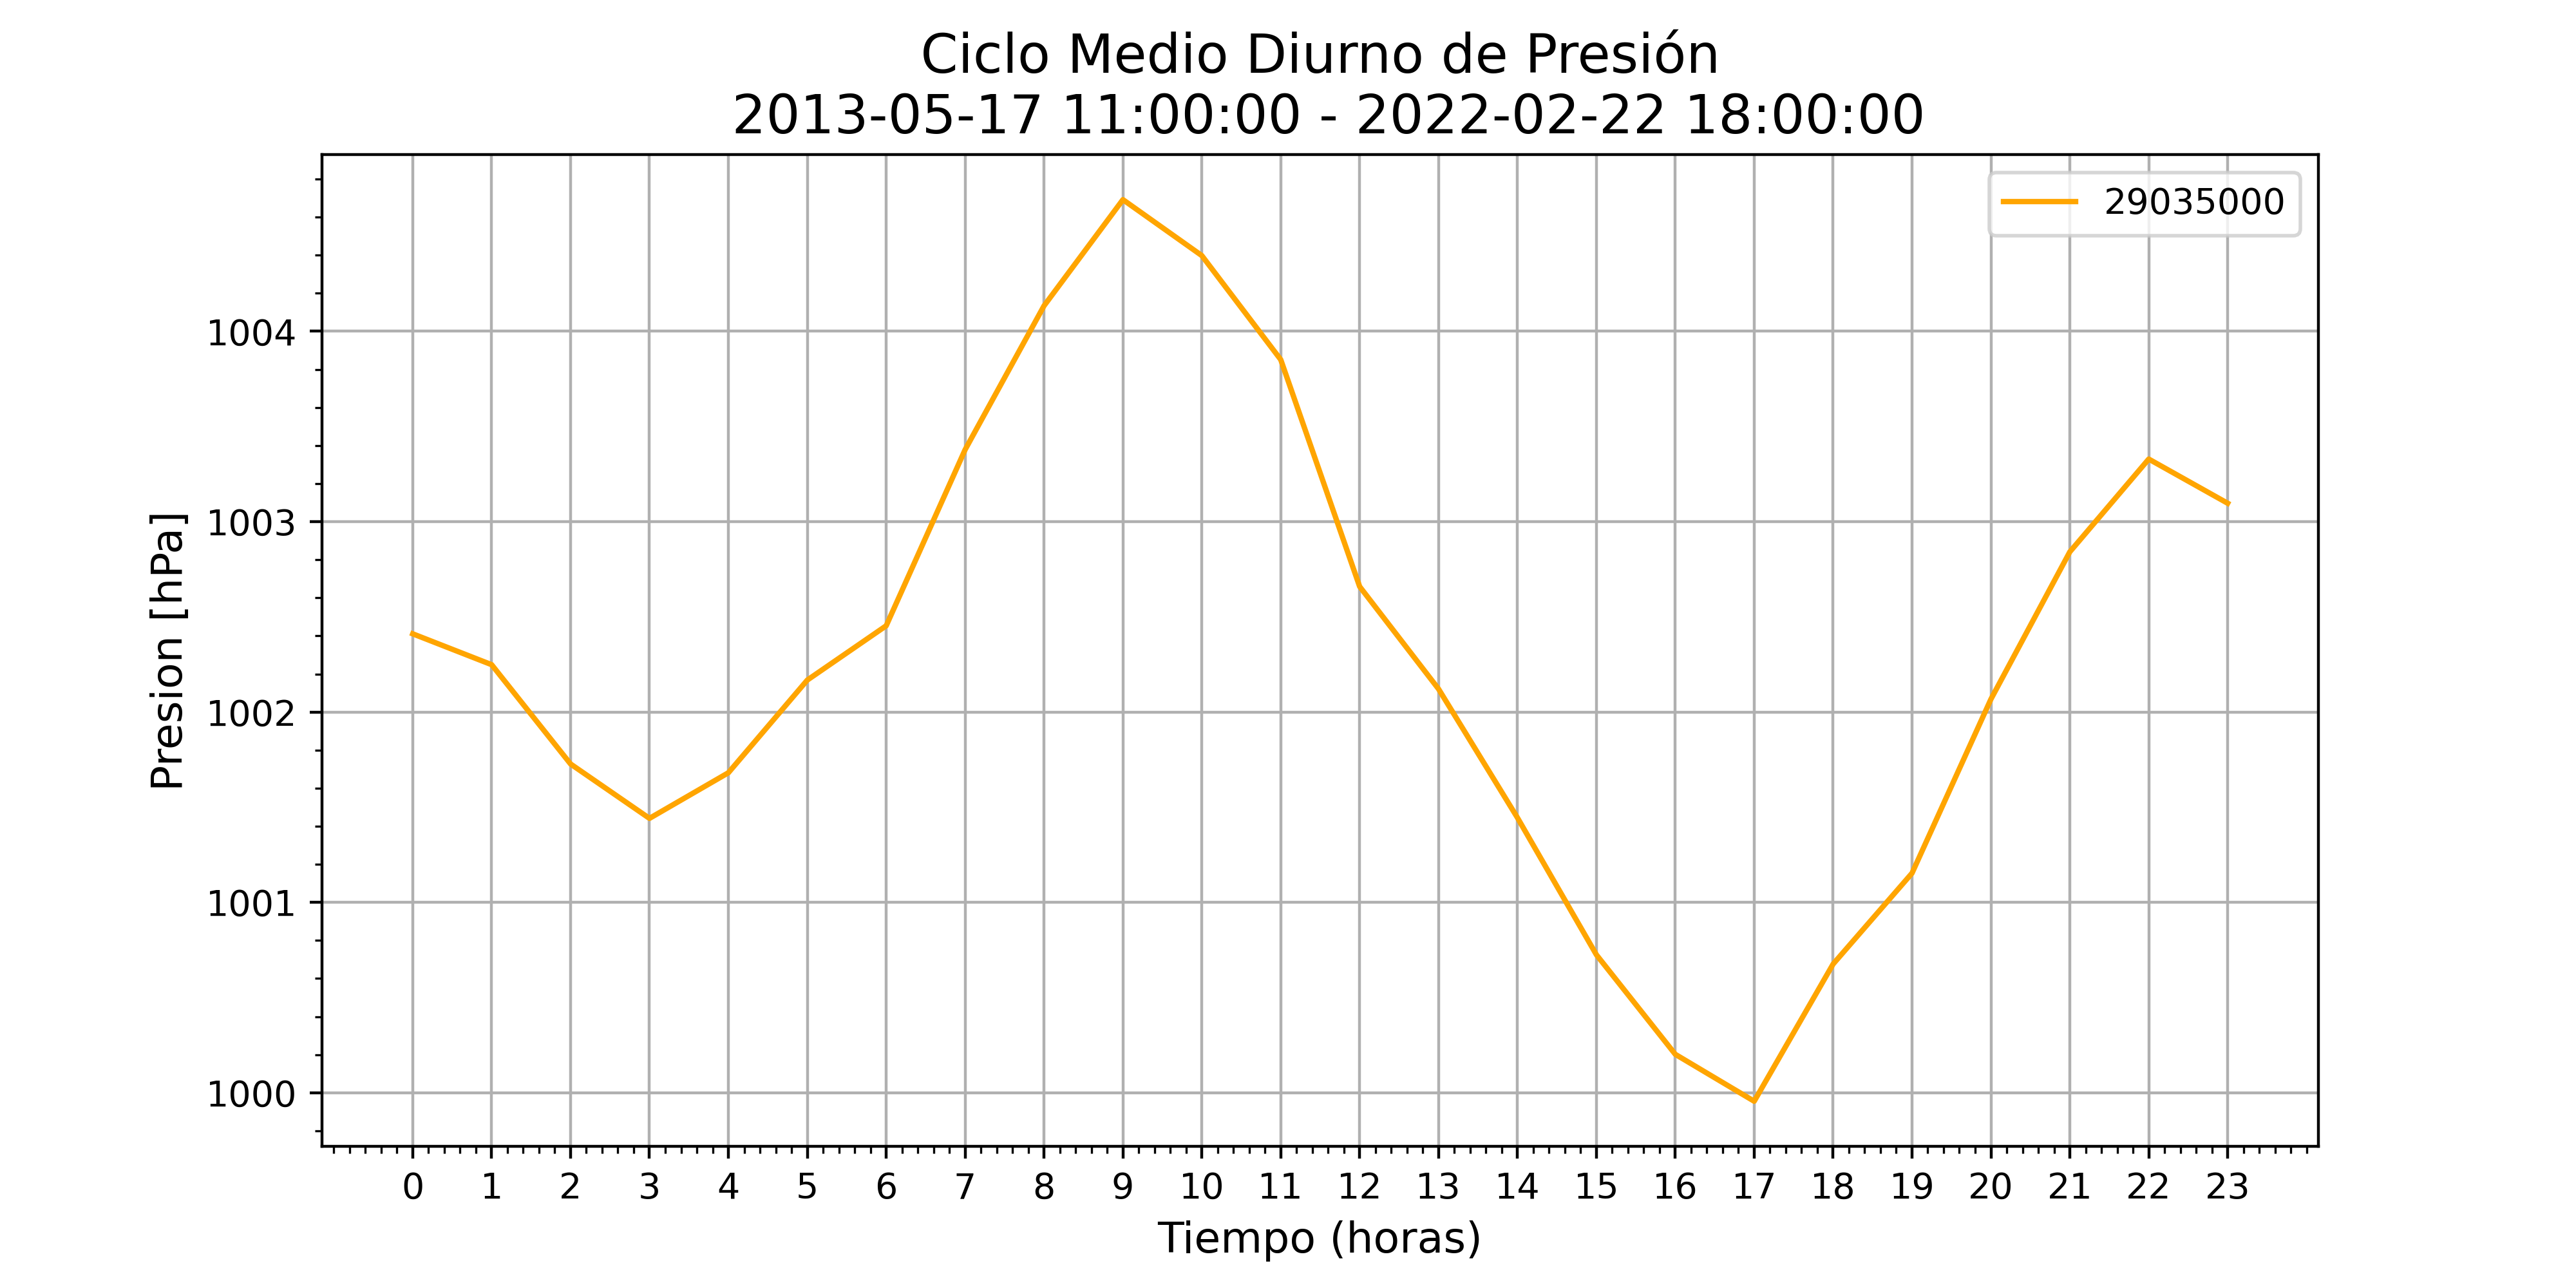 Ciclo Medio Diurno de Presión
2013-05-17 11:00:00 - 2022-02-22 18:00:00
29035000
Presion [hPa]
1004
1003
1002
1001
1000
0 1 2 3 4 5 6 7 8 9 10 11 12 13 14 15 16 17 18 19 20 21 22 23
Tiempo (horas)